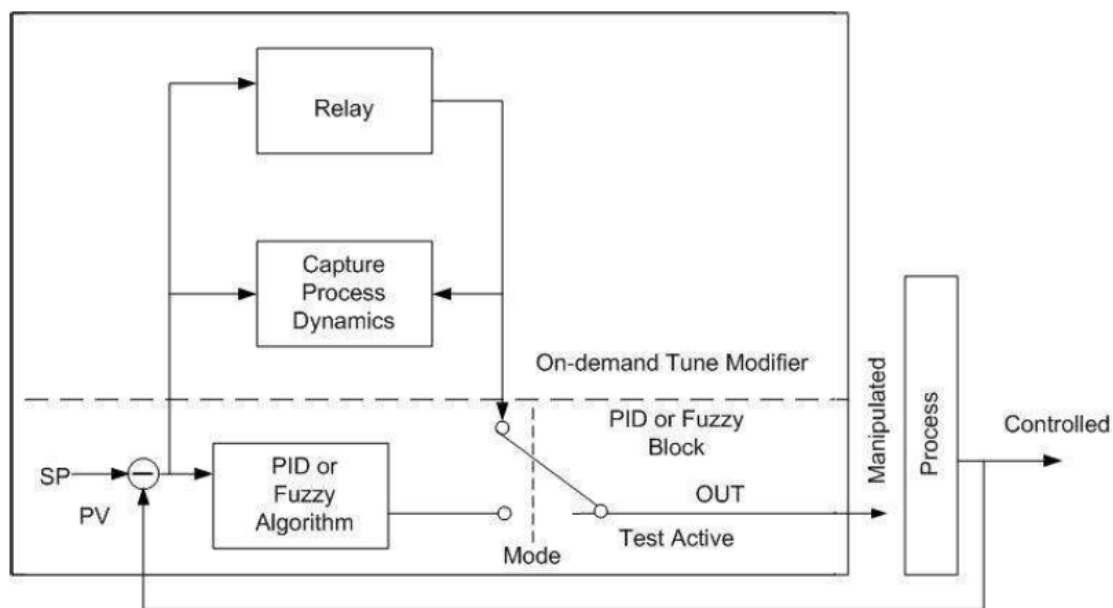 Relay
Capture
Process
Dynamics
On-demand Tune Modifier
PID or Fuzzy
Block
Manipulated
Process
Controlled
SP
PV
PID or
Fuzzy
Algorithm
OUT
Test Active
Mode